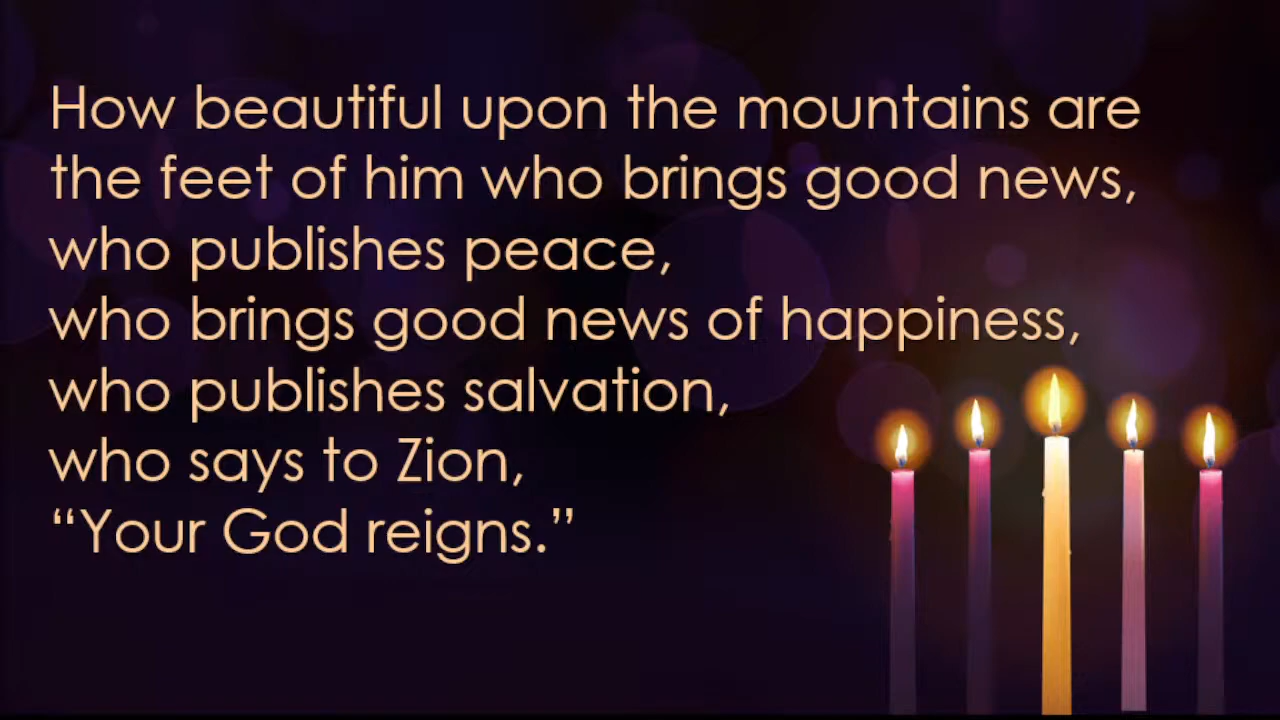 How beautiful upon the mountains are
the feet of him who brings good news,
who publishes peace,
who brings good news of happiness,
who publishes salvation,
who says to Zion,
“Your God reigns.”